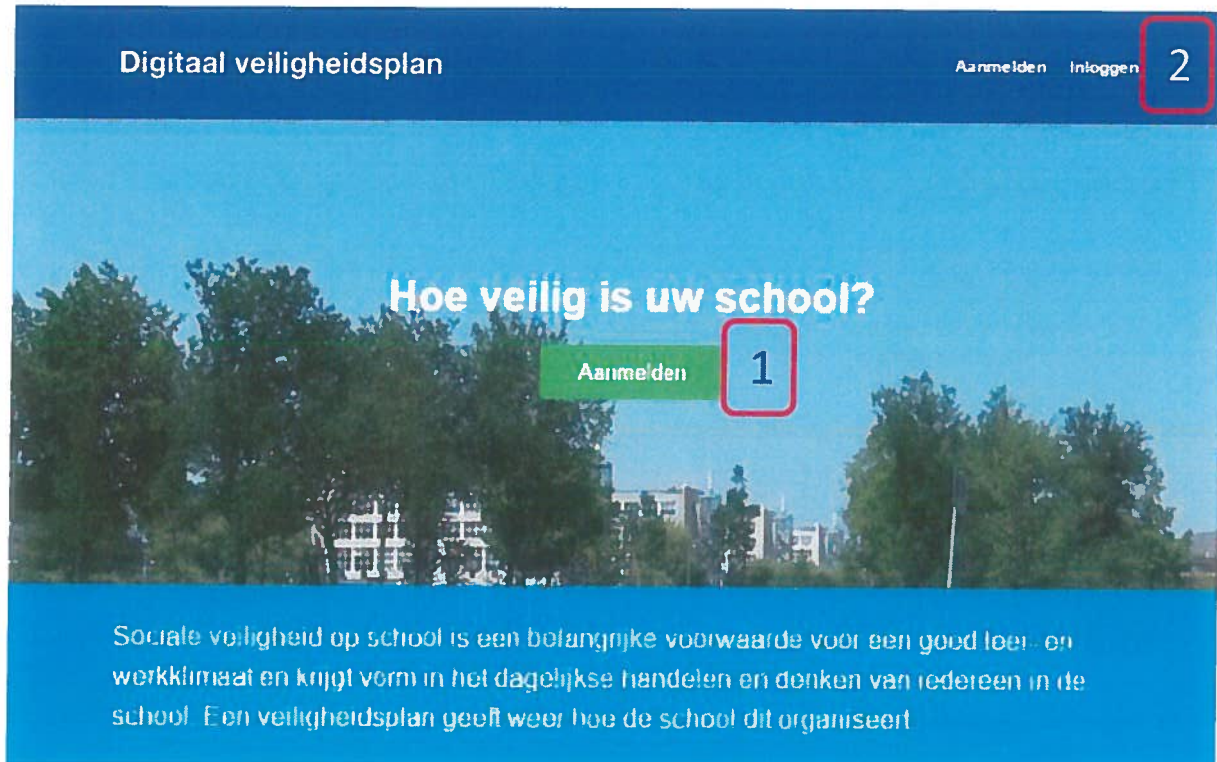 Digitaal veiligheidsplan
Aanmelden Inloggen 2
Hoe veilig is uw school?
Aanmelden 1
Sociale veiligheid op school is een belangrijke voorwaarde voor een goed leer- en
werkklimaat en krijgt vorm in het dagelijkse handelen en denken van iedereen in de
school. Een veiligheidsplan geeft weer hoe de school dit organiseert.